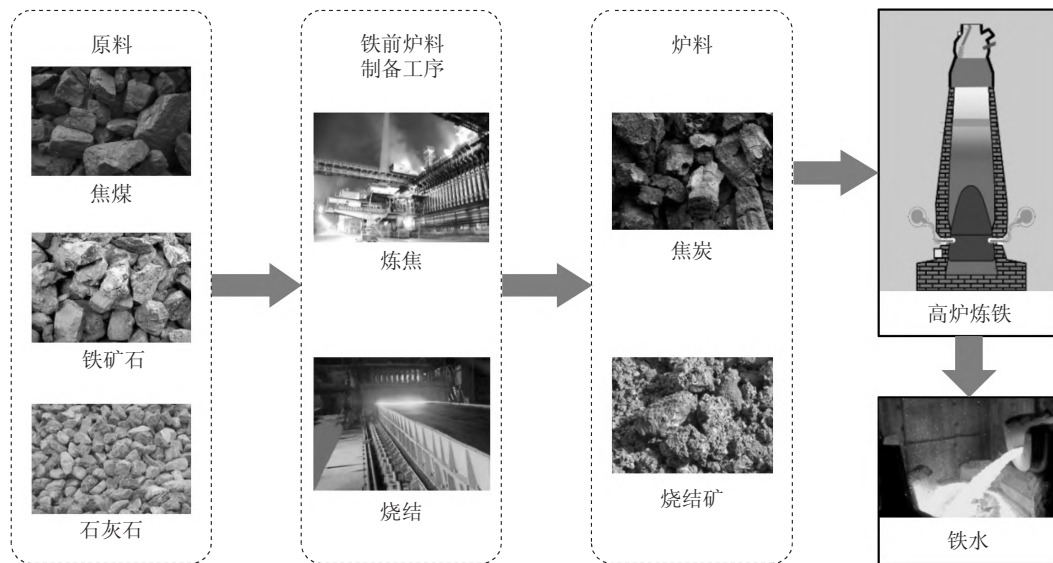 原料
焦煤
铁矿石
石灰石
铁前炉料
制备工序
炼焦
烧结
炉料
焦炭
烧结矿
高炉炼铁
铁水